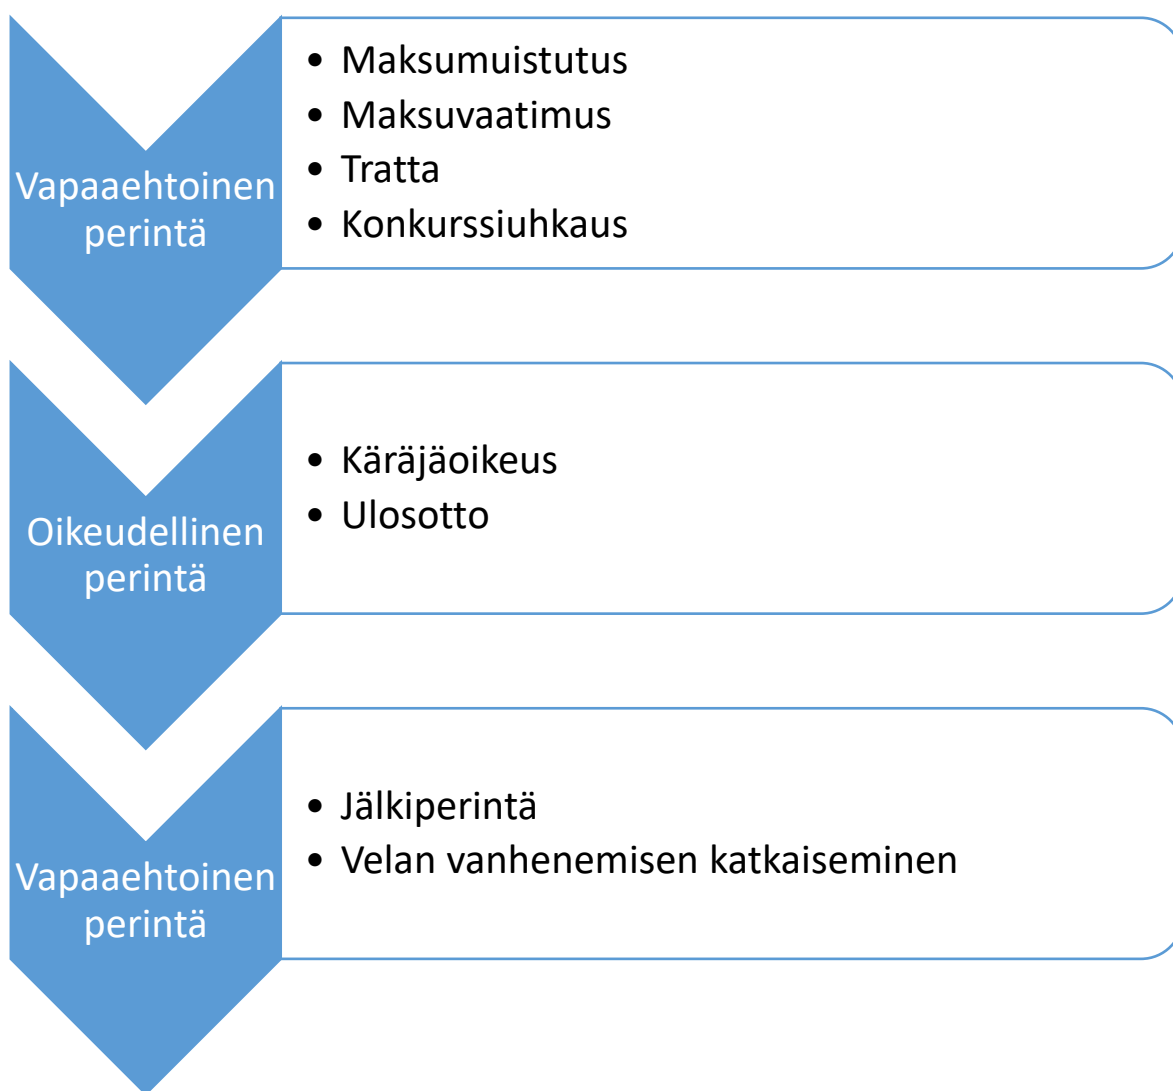 Vapaaehtoinen
perintä
• Maksumuistutus
• Maksuvaatimus
• Tratta
• Konkurssiuhkaus
Oikeudellinen
perintä
• Käräjäoikeus
• Ulosotto
Vapaaehtoinen
perintä
• Jälkiperintä
• Velan vanhenemisen katkaiseminen